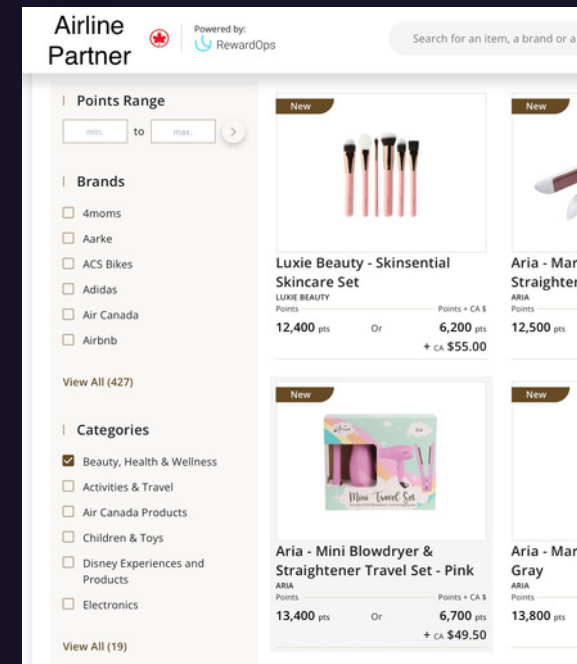 Airline
Partner
Powered by:
RewardOps
Search for an item, a brand or a
Points Range
min.
to
max.
Brands
4moms
Aarke
ACS Bikes
Adidas
Air Canada
Airbnb
View All (427)
Categories
Beauty, Health & Wellness
Activities & Travel
Air Canada Products
Children & Toys
Disney Experiences and
Products
Electronics
View All (19)
New
Luxie Beauty - Skinsential
Skincare Set
LUXIE BEAUTY
Points
Points + CA $
12,400 pts
Or
6,200 pts
+ CA $55.00
New
Aria - Mar
Straighter
ARIA
Points
12,500 pts
New
Mini Travel Set
Aria - Mini Blowdryer &
Straightener Travel Set - Pink
ARIA
Points
Points + CA $
13,400 pts
Or
6,700 pts
+ CA $49.50
New
Aria - Mar
Gray
ARIA
Points
13,800 pts